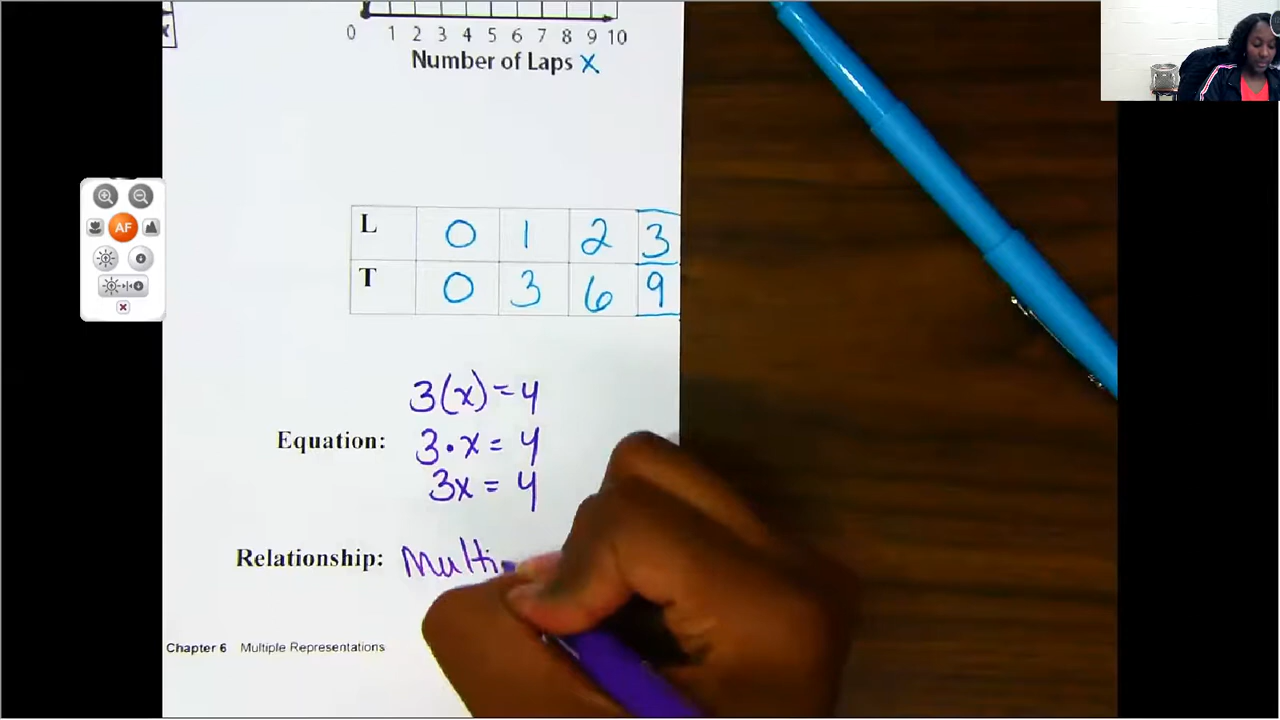 0 1 2 3 4 5 6 7 8 9 10
Number of Laps x
L 0 1 2 3
T 0 3 6 9
3(x) = y
Equation: 3 · x = y
3x = y
Relationship: Multi
Chapter 6 Multiple Representations
AF